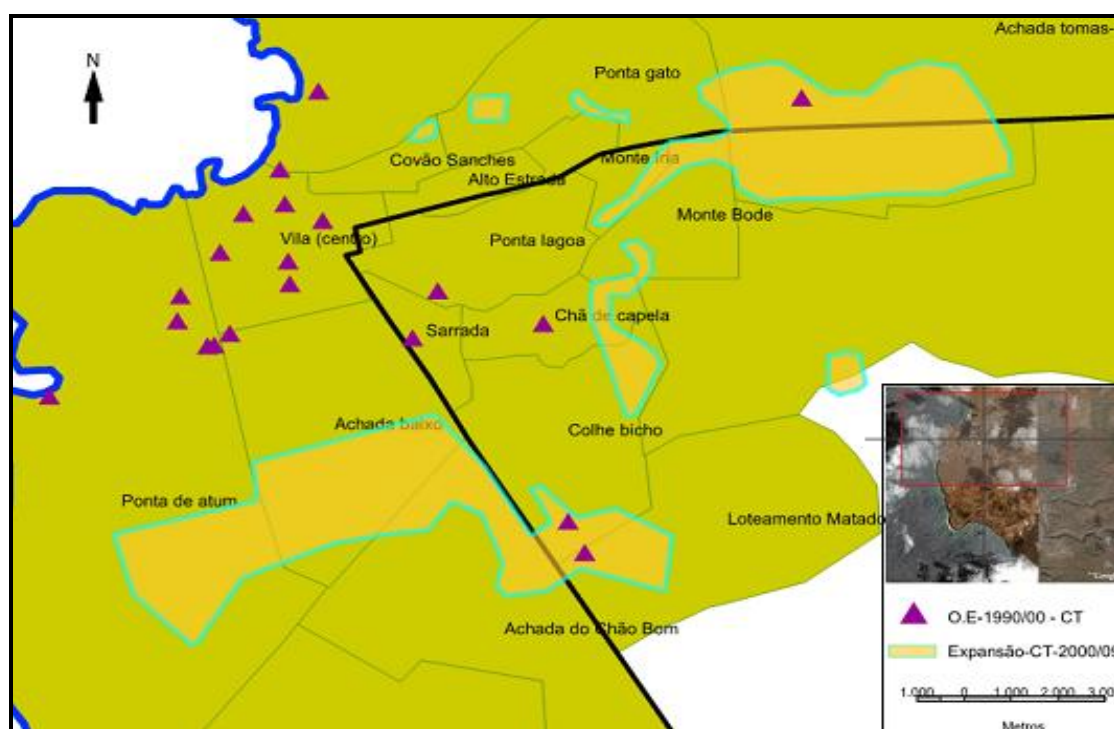 Achada tomas-
N
Ponta gato
Covão Sanches
Monte Iria
Alto Estrada
Monte Bode
Vila (centro)
Ponta lagoa
Chã de capela
Sarrada
Achada baixo
Colhe bicho
Ponta de atum
Loteamento Matado
Achada do Chão Bom
O.E-1990/00 - CT
Expansão-CT-2000/09
1.000 0 1.000 2.000 3.00
Metros